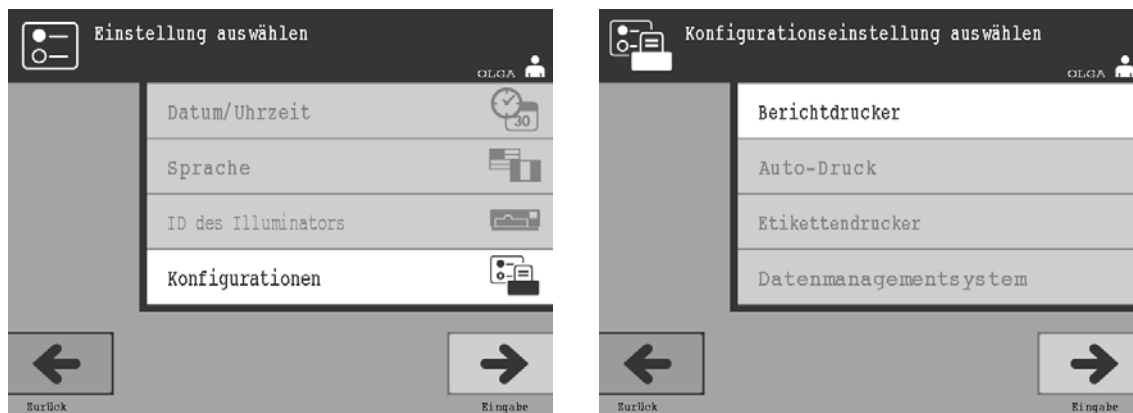 Einstellung auswählen
OLGA
Datum/Uhrzeit
30
Sprache
ID des Illuminators
Konfigurationen
Zurück
Eingabe
Konfigurationseinstellung auswählen
OLGA
Berichtdrucker
Auto-Druck
Etikettendrucker
Datenmanagementsystem
Zurück
Eingabe